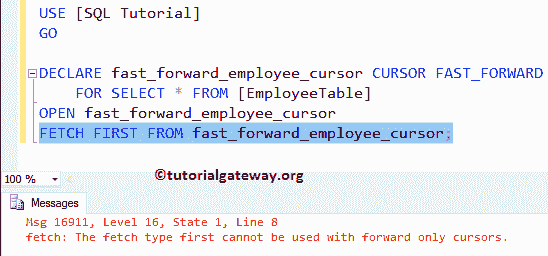 USE [SQL Tutorial]
GO
DECLARE fast_forward_employee_cursor CURSOR FAST_FORWARD
FOR SELECT * FROM [EmployeeTable]
OPEN fast_forward_employee_cursor
FETCH FIRST FROM fast_forward_employee_cursor;
100 %
©tutorialgateway.org
Messages
Msg 16911, Level 16, State 1, Line 8
fetch: The fetch type first cannot be used with forward only cursors.